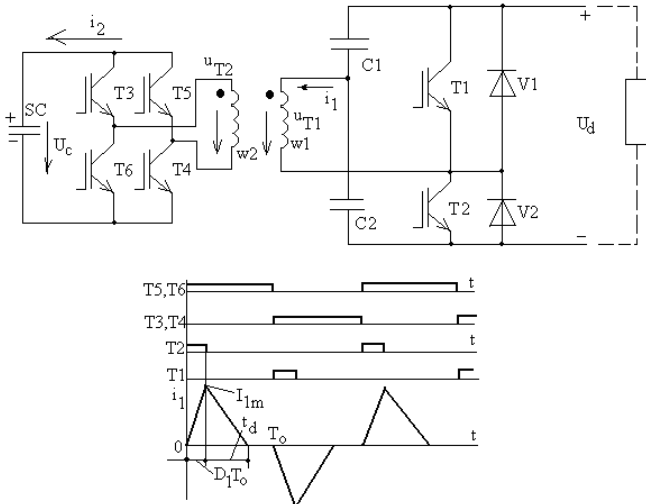 i2
uT2
C1
+
SC
+
Uc
T3
T5
i1
uT1
T1
V1
Ud
T6
T4
w2
w1
C2
T2
V2
T5,T6
t
T3,T4
t
T2
t
T1
i1
I1m
td
0
To
t
D1To